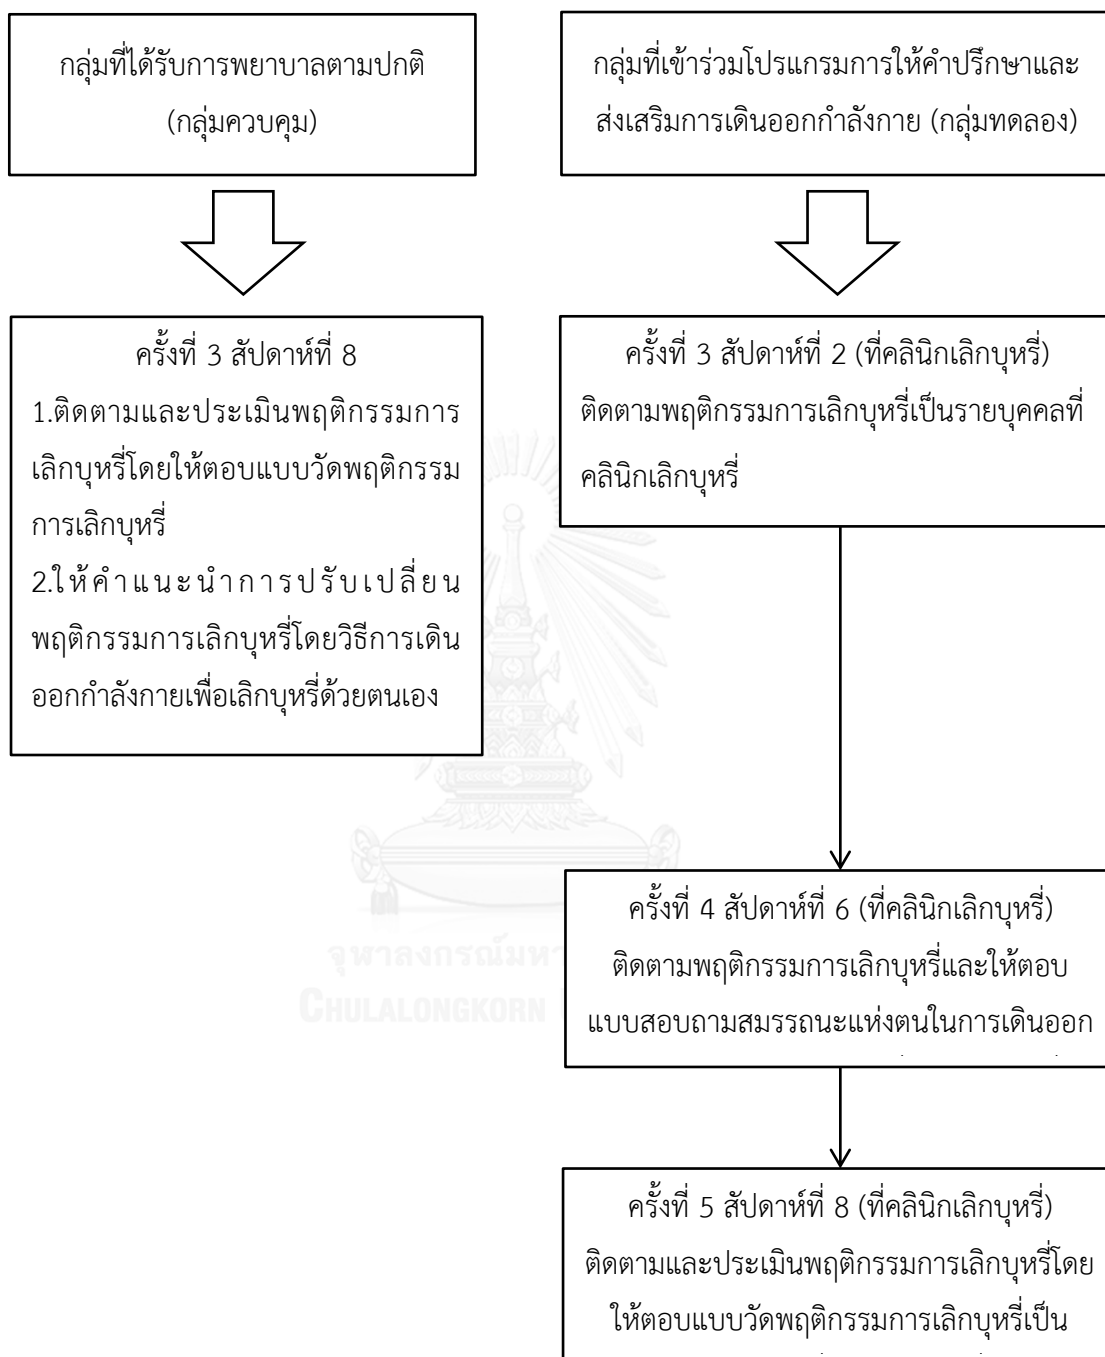 กลุ่มที่ได้รับการพยาบาลตามปกติ
(กลุ่มควบคุม)
กลุ่มที่เข้าร่วมโปรแกรมการให้คำปรึกษาและ
ส่งเสริมการเดินออกกำลังกาย (กลุ่มทดลอง)
ครั้งที่ 3 สัปดาห์ที่ 8
1.ติดตามและประเมินพฤติกรรมการ
เลิกบุหรี่โดยให้ตอบแบบวัดพฤติกรรม
การเลิกบุหรี่
2.ให้คำแนะนำการปรับเปลี่ยน
พฤติกรรมการเลิกบุหรี่โดยวิธีการเดิน
ออกกำลังกายเพื่อเลิกบุหรี่ด้วยตนเอง
ครั้งที่ 3 สัปดาห์ที่ 2 (ที่คลินิกเลิกบุหรี่)
ติดตามพฤติกรรมการเลิกบุหรี่เป็นรายบุคคลที่
คลินิกเลิกบุหรี่
ครั้งที่ 4 สัปดาห์ที่ 6 (ที่คลินิกเลิกบุหรี่)
ติดตามพฤติกรรมการเลิกบุหรี่และให้ตอบ
แบบสอบถามสมรรถนะแห่งตนในการเดินออก
จุฬาลงกรณ์มหา
CHULALONGKORN
ครั้งที่ 5 สัปดาห์ที่ 8 (ที่คลินิกเลิกบุหรี่)
ติดตามและประเมินพฤติกรรมการเลิกบุหรี่โดย
ให้ตอบแบบวัดพฤติกรรมการเลิกบุหรี่เป็น